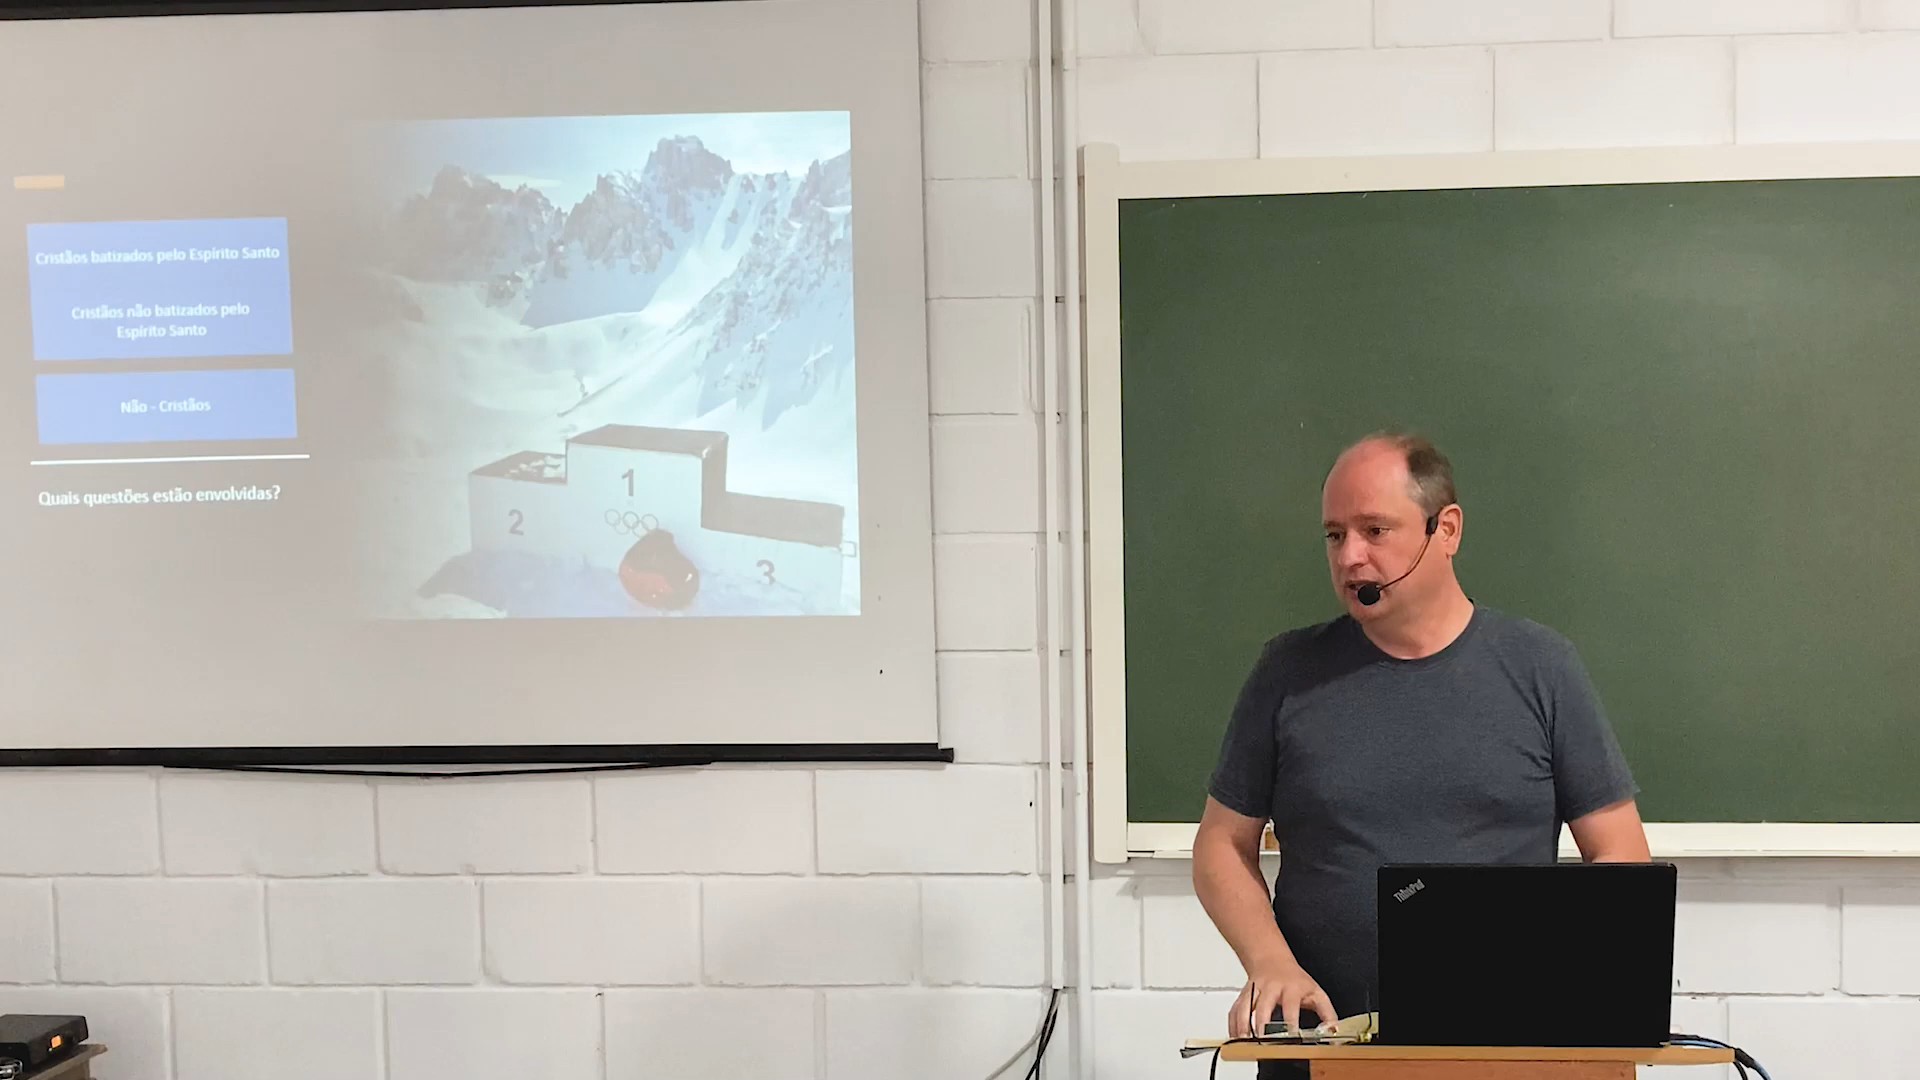 Cristãos batizados pelo Espírito Santo
Cristãos não batizados pelo
Espírito Santo
Não - Cristãos
Quais questões estão envolvidas?
1
2
3
ThinkPad